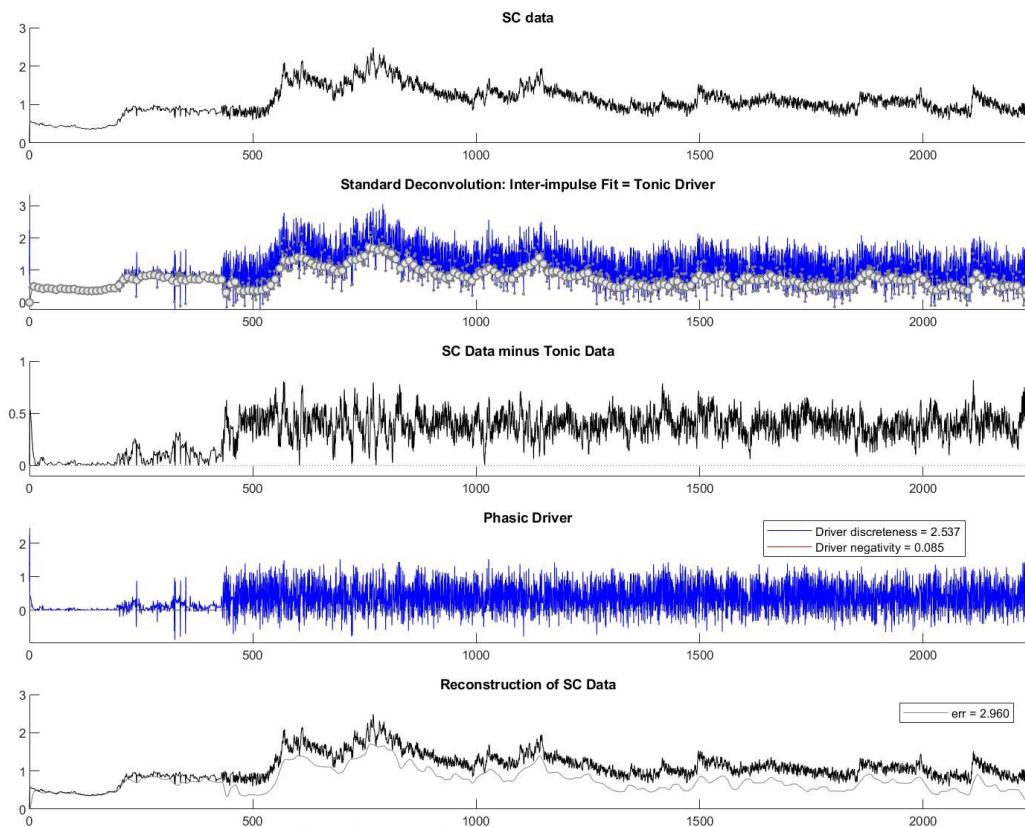 SC data
3
2
1
0
0 500 1000 1500 2000
Standard Deconvolution: Inter-impulse Fit = Tonic Driver
3
2
1
0
0 500 1000 1500 2000
SC Data minus Tonic Data
1
0.5
0
0 500 1000 1500 2000
Phasic Driver
Driver discreteness = 2.537
Driver negativity = 0.085
2
1
0
0 500 1000 1500 2000
Reconstruction of SC Data
3
err = 2.960
2
1
0
0 500 1000 1500 2000